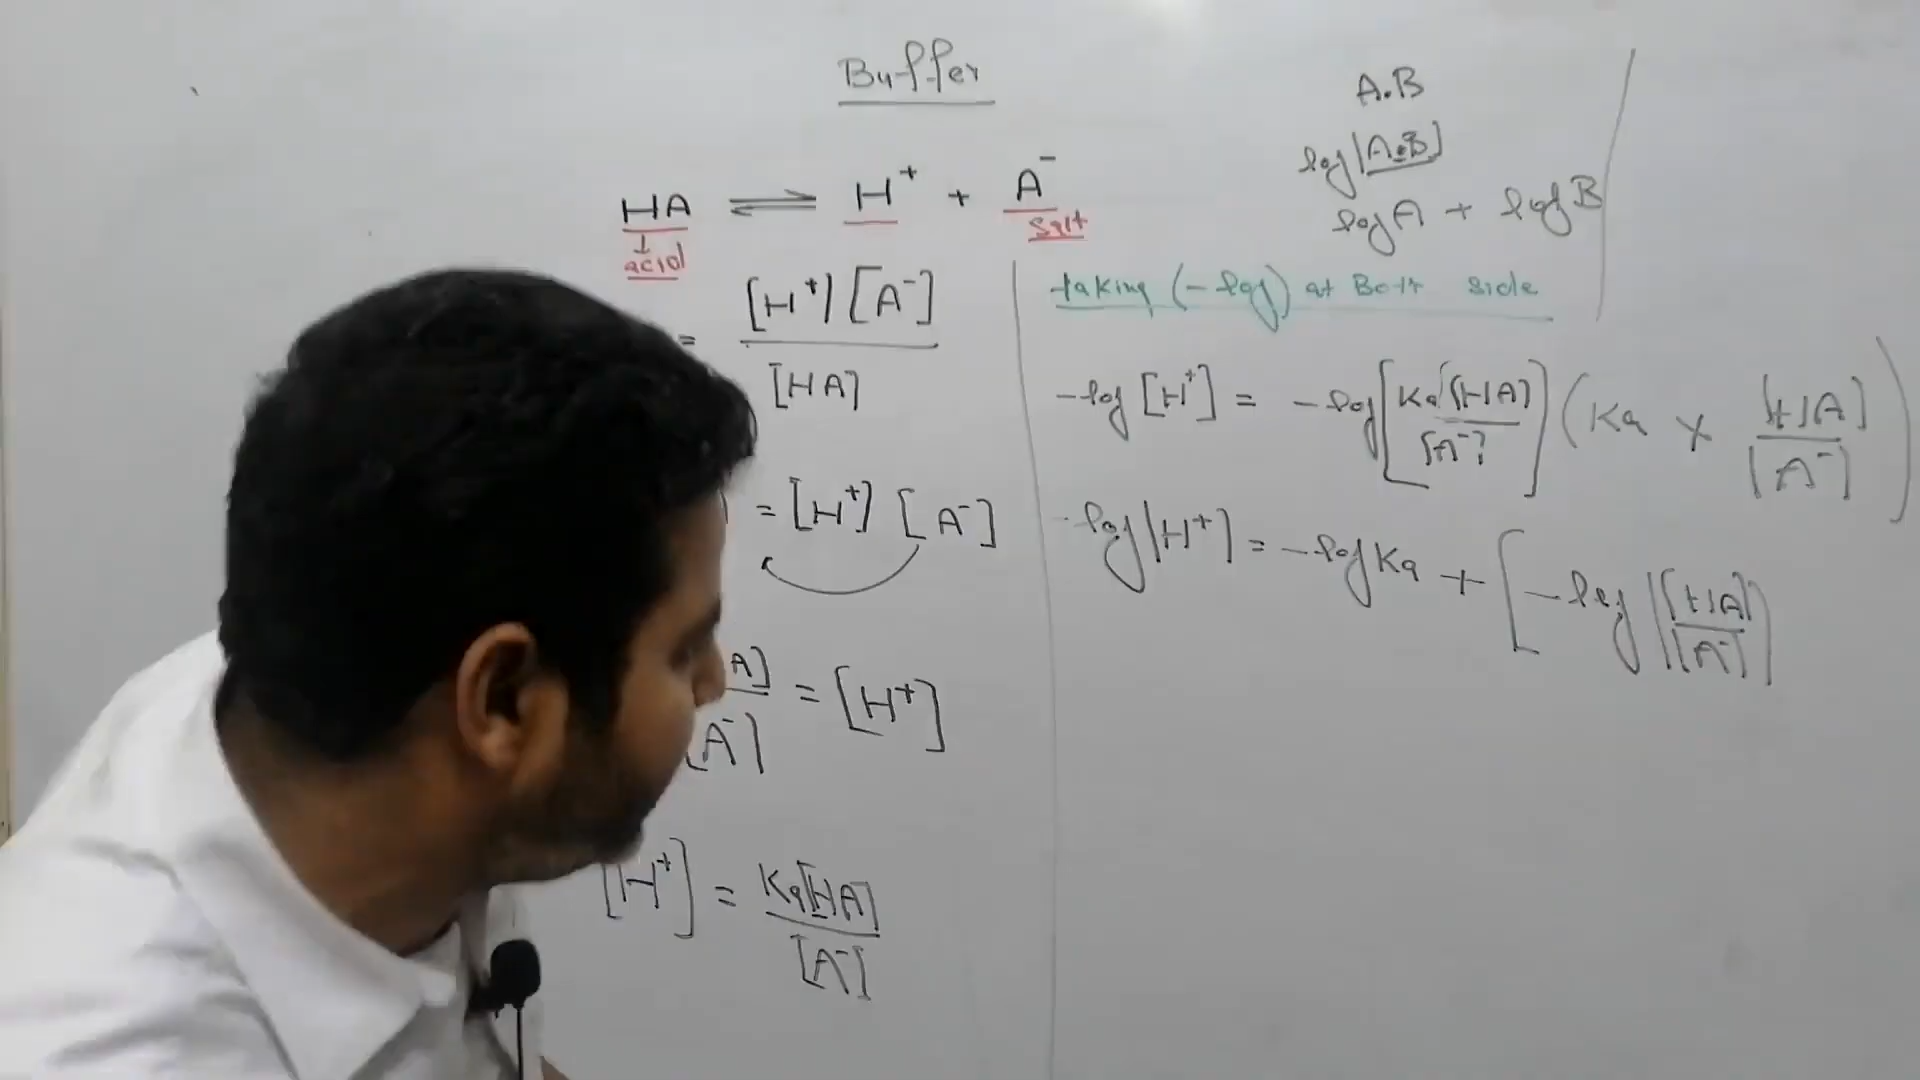 Buffer
HA ⇌ H⁺ + A⁻
acid
Salt
= [H⁺] [A⁻] / [HA]
= [H⁺] [A⁻]
A] / [A⁻] = [H⁺]
[H⁺] = Ka[HA] / [A⁻]
A.B
log[A.B]
log A + log B
taking (-log) at Both side
-log [H⁺] = -log[Ka[HA] / [A⁻]] (Ka × [HA] / [A⁻])
-log[H⁺] = -log Ka + [-log [[HA] / [A⁻]]